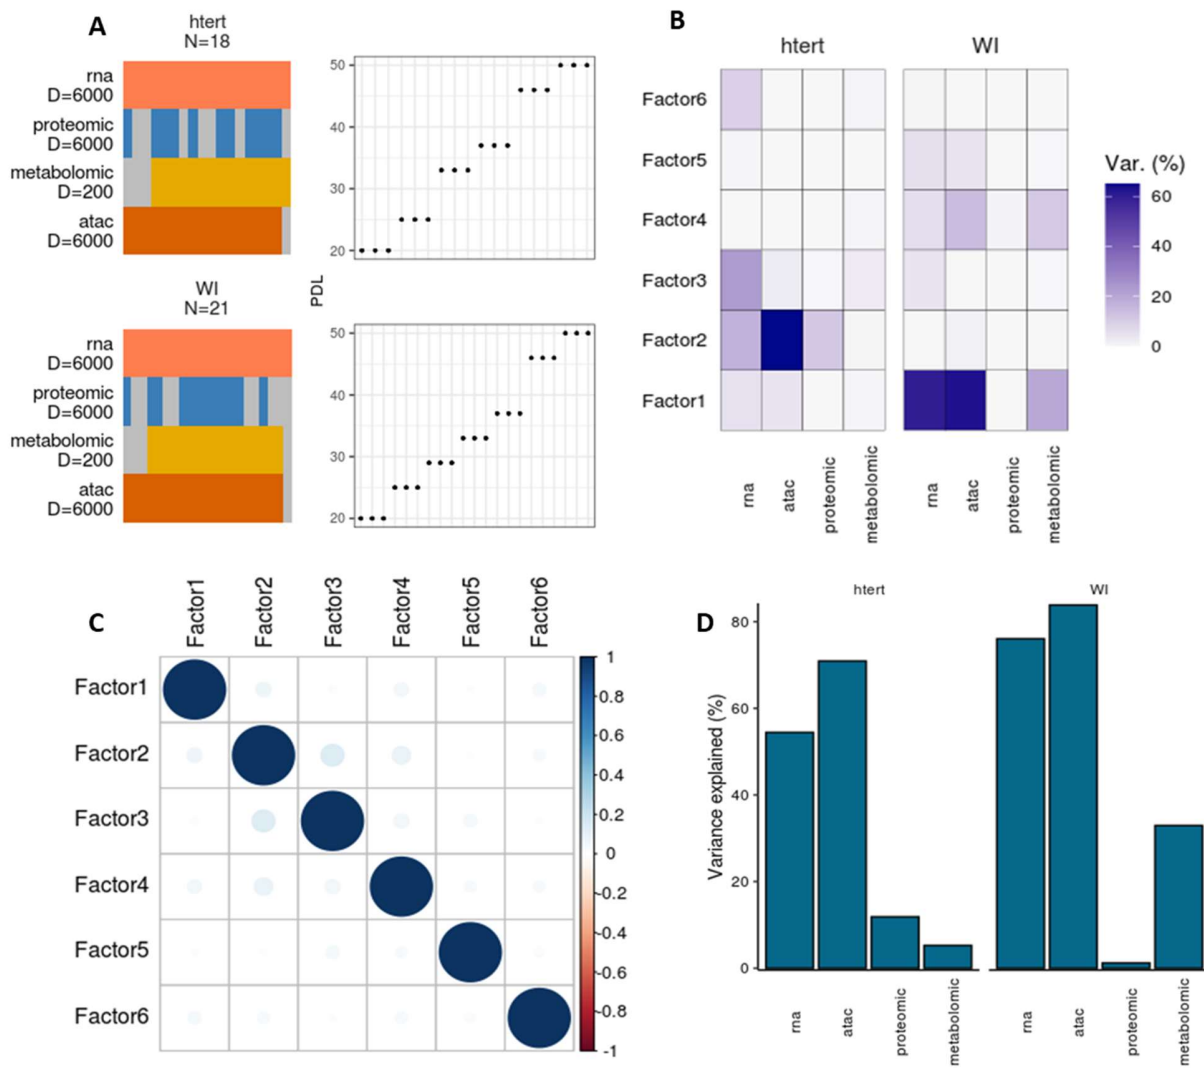 A
htert
N=18
rna
D=6000
proteomic
D=6000
metabolomic
D=200
atac
D=6000
WI
N=21
rna
D=6000
proteomic
D=6000
metabolomic
D=200
atac
D=6000
PDL
50
40
30
20
50
40
30
20
B
htert
WI
Factor6
Factor5
Factor4
Factor3
Factor2
Factor1
rna
atac
proteomic
metabolomic
rna
atac
proteomic
metabolomic
Var. (%)
60
40
20
0
C
Factor1
Factor2
Factor3
Factor4
Factor5
Factor6
Factor1
Factor2
Factor3
Factor4
Factor5
Factor6
1
0.8
0.6
0.4
0.2
0
-0.2
-0.4
-0.6
-0.8
-1
D
htert
WI
Variance explained (%)
80
60
40
20
0
rna
atac
proteomic
metabolomic
rna
atac
proteomic
metabolomic